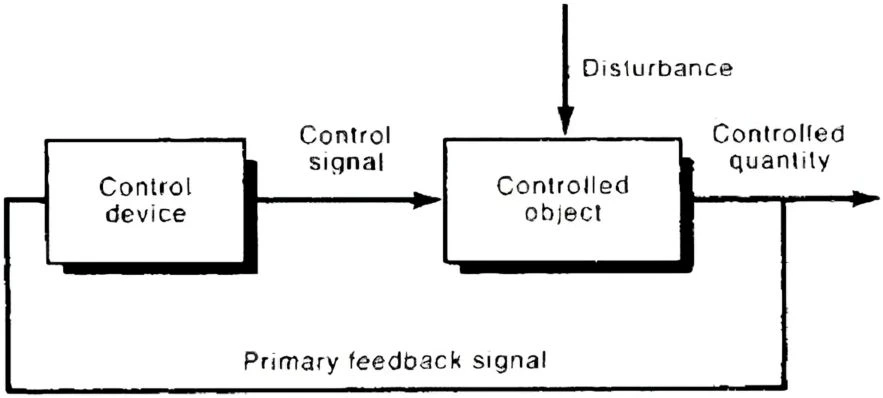 Disturbance
Control
signal
Controlled
quantity
Control
device
Controlled
object
Primary feedback signal